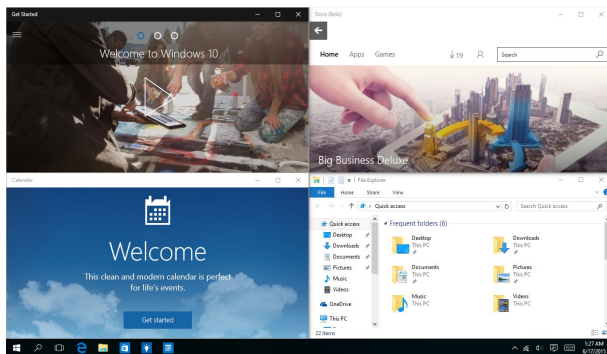 Get Started
Welcome to Windows 10
Store (Beta)
Home Apps Games 19 Search
Big Business Deluxe
Calendar
Welcome
This clean and modern calendar is perfect
for life's events.
Get started
File Explorer
File Home Share View
Quick access Search Quick access
Quick access
Desktop
Downloads
Documents
Pictures
Music
Videos
OneDrive
This PC
Frequent folders (6)
Desktop
This PC
Downloads
This PC
Documents
This PC
Pictures
This PC
Music
This PC
Videos
This PC
22 items
1:27 AM
6/17/2015